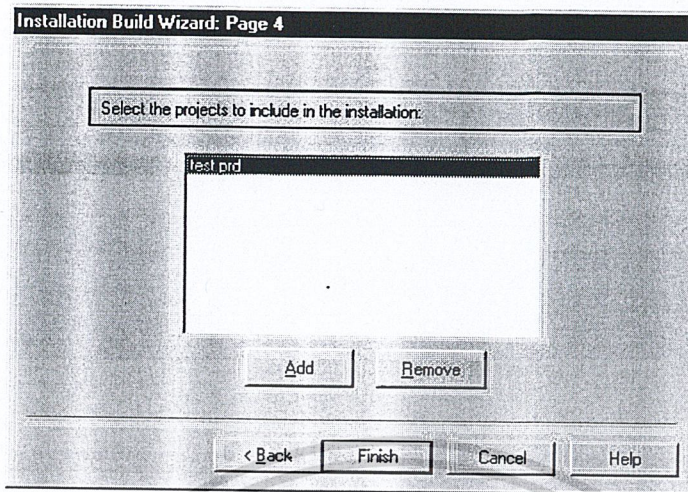 Installation Build Wizard: Page 4
Select the projects to include in the installation:
test.prd
Add Remove
< Back Finish Cancel Help